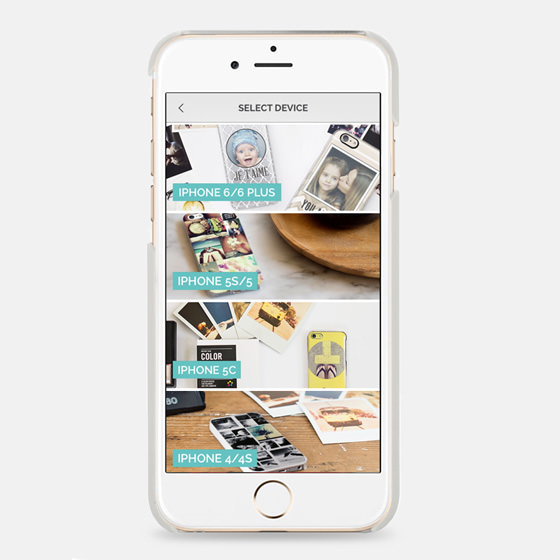 SELECT DEVICE
JE T'AIME
YOU A
IPHONE 6/6 PLUS
IPHONE 5S/5
COLOR
IPHONE 5C
BO
IPHONE 4/4S